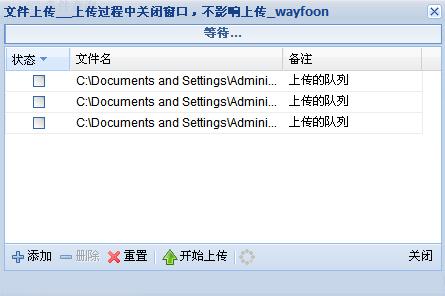 文件上传__上传过程中关闭窗口，不影响上传_wayfoon
等待...
状态 文件名 备注
C:\Documents and Settings\Admini... 上传的队列
C:\Documents and Settings\Admini... 上传的队列
C:\Documents and Settings\Admini... 上传的队列
添加 删除 重置 开始上传 关闭